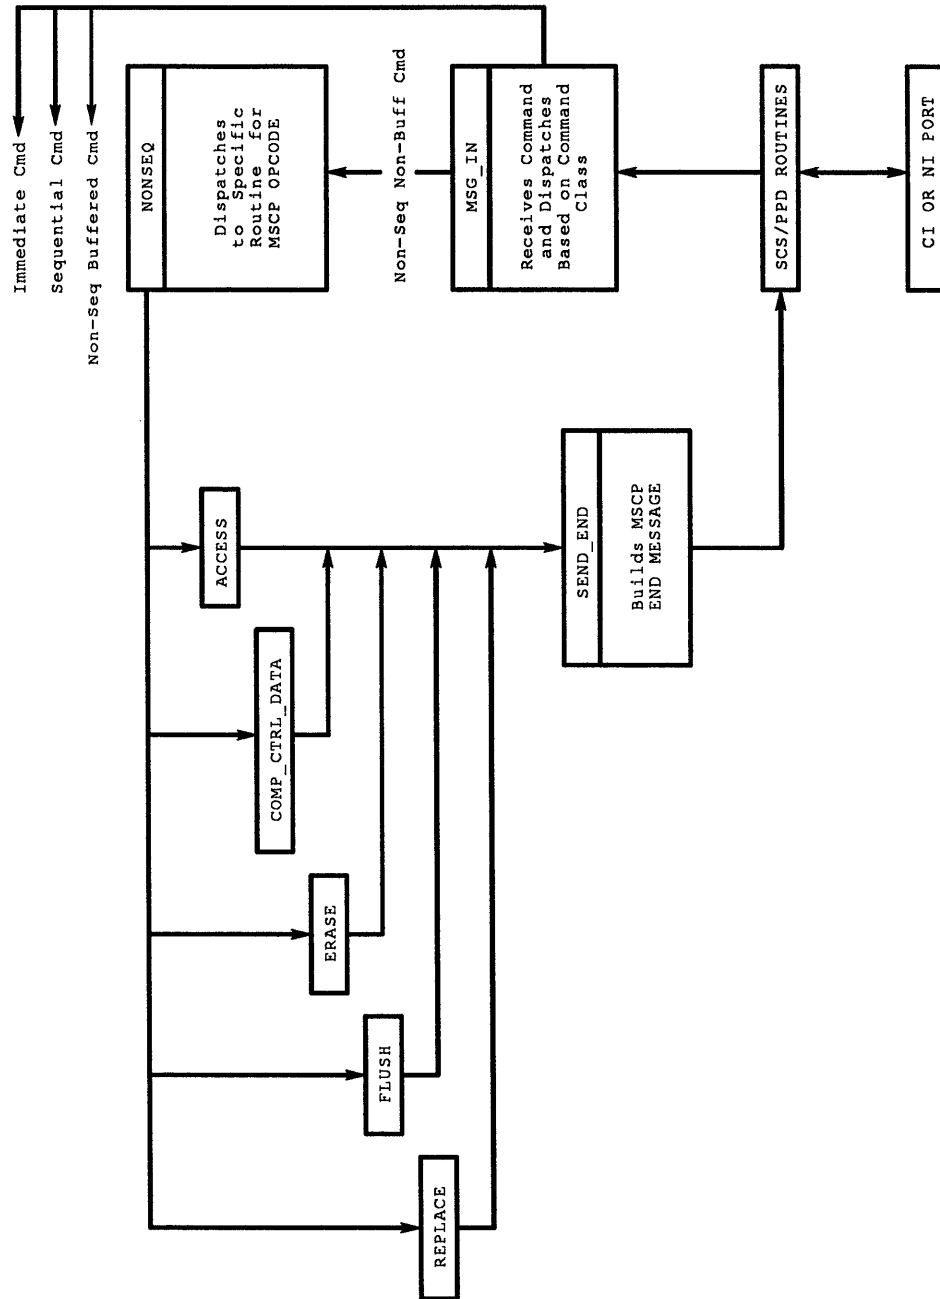 Immediate Cmd
Sequential Cmd
Non-Seq Buffered Cmd
NONSEQ
Dispatches
to Specific
Routine for
MSCP OPCODE
Non-Seq Non-Buff Cmd
MSG_IN
Receives Command
and Dispatches
Based on Command
Class
SCS/PPD ROUTINES
CI OR NI PORT
ACCESS
COMP_CTRL_DATA
ERASE
FLUSH
REPLACE
SEND_END
Builds MSCP
END MESSAGE